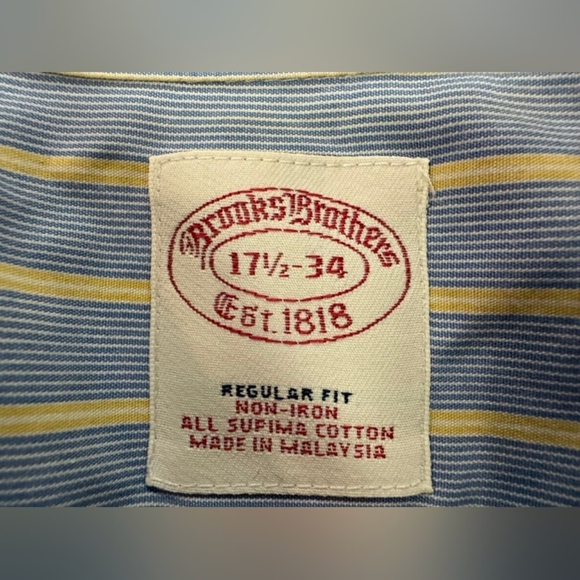 Brooks Brothers
17½-34
Est. 1818
REGULAR FIT
NON-IRON
ALL SUPIMA COTTON
MADE IN MALAYSIA